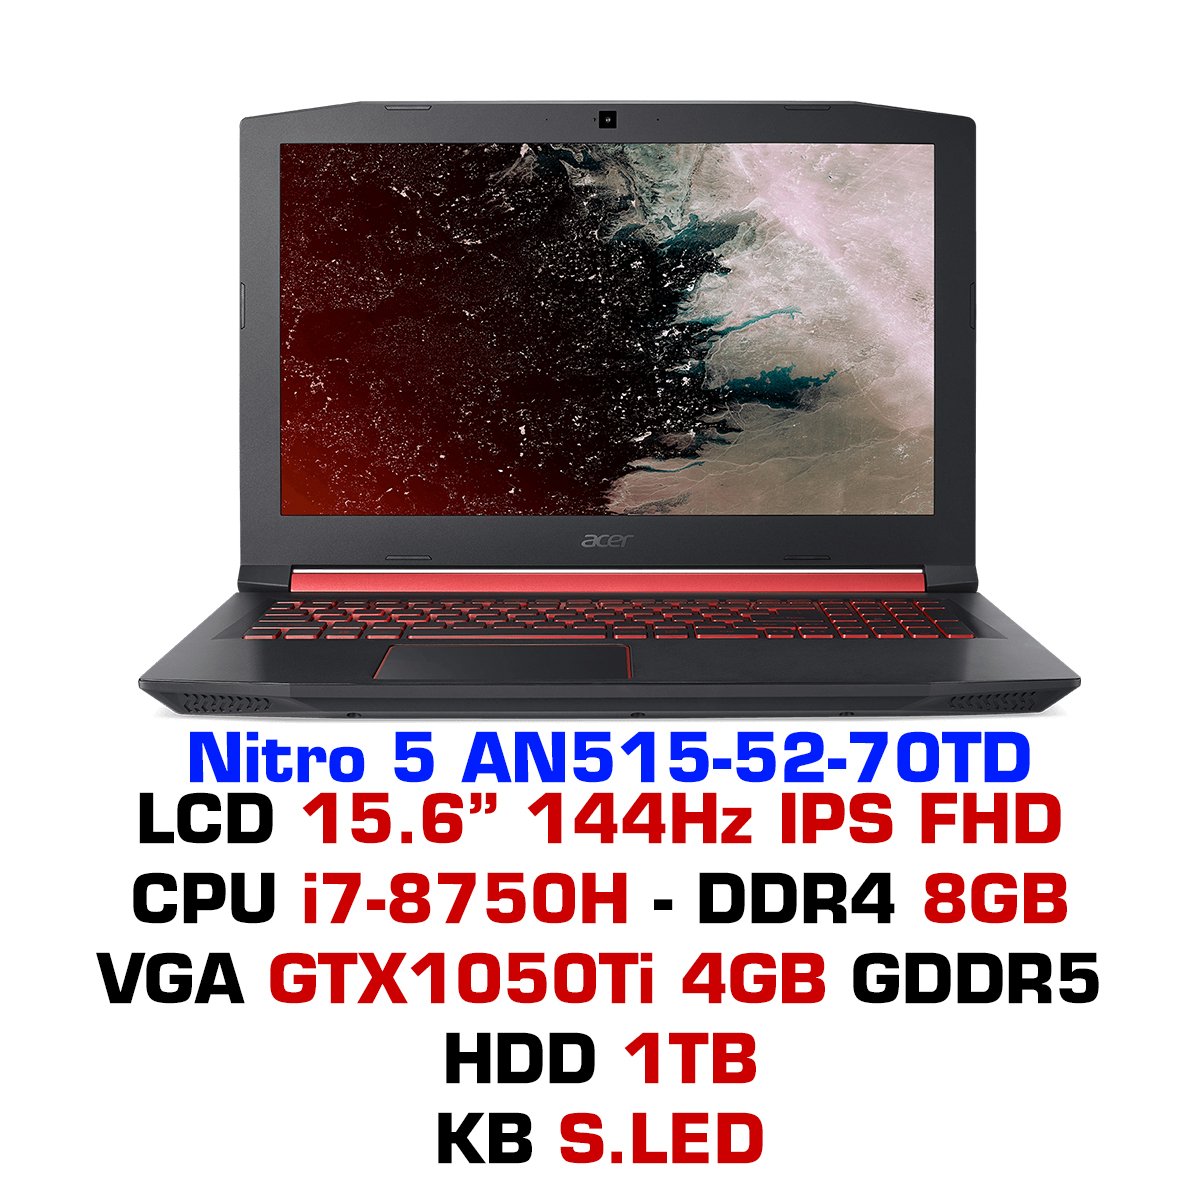 acer
Nitro 5 AN515-52-70TD
LCD 15.6” 144Hz IPS FHD
CPU i7-8750H - DDR4 8GB
VGA GTX1050Ti 4GB GDDR5
HDD 1TB
KB S.LED